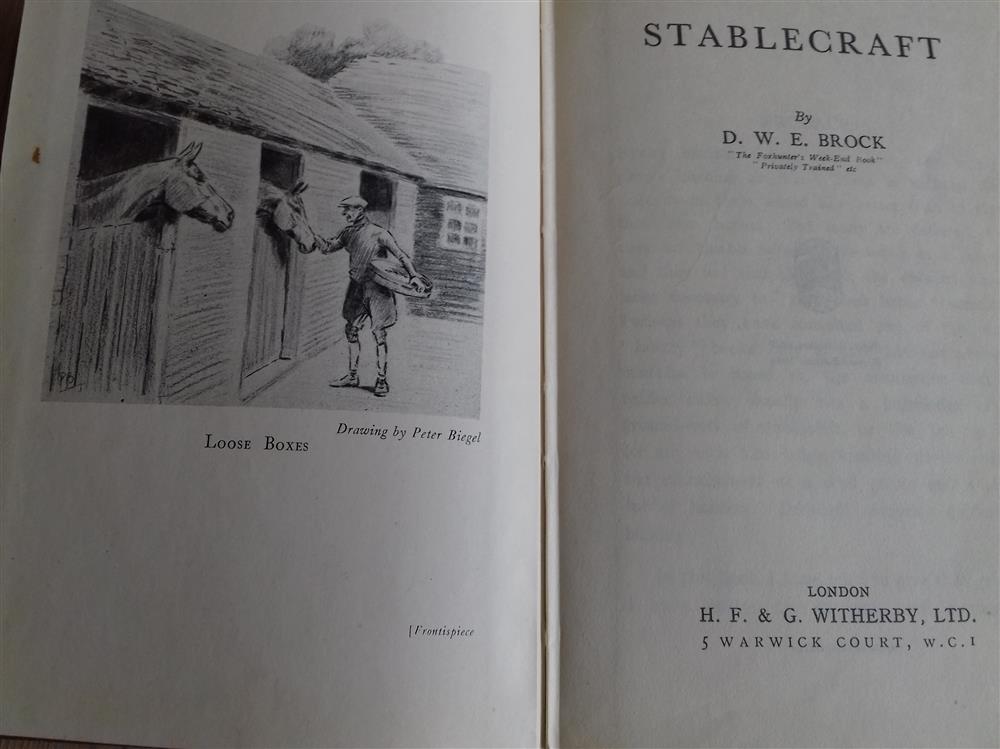 Drawing by Peter Biegel
LOOSE BOXES
[Frontispiece
STABLECRAFT
By
D. W. E. BROCK
"The Foxhunter's Week-End Book"
"Privately Trained" etc
LONDON
H. F. & G. WITHERBY, LTD.
5 WARWICK COURT, W.C.1